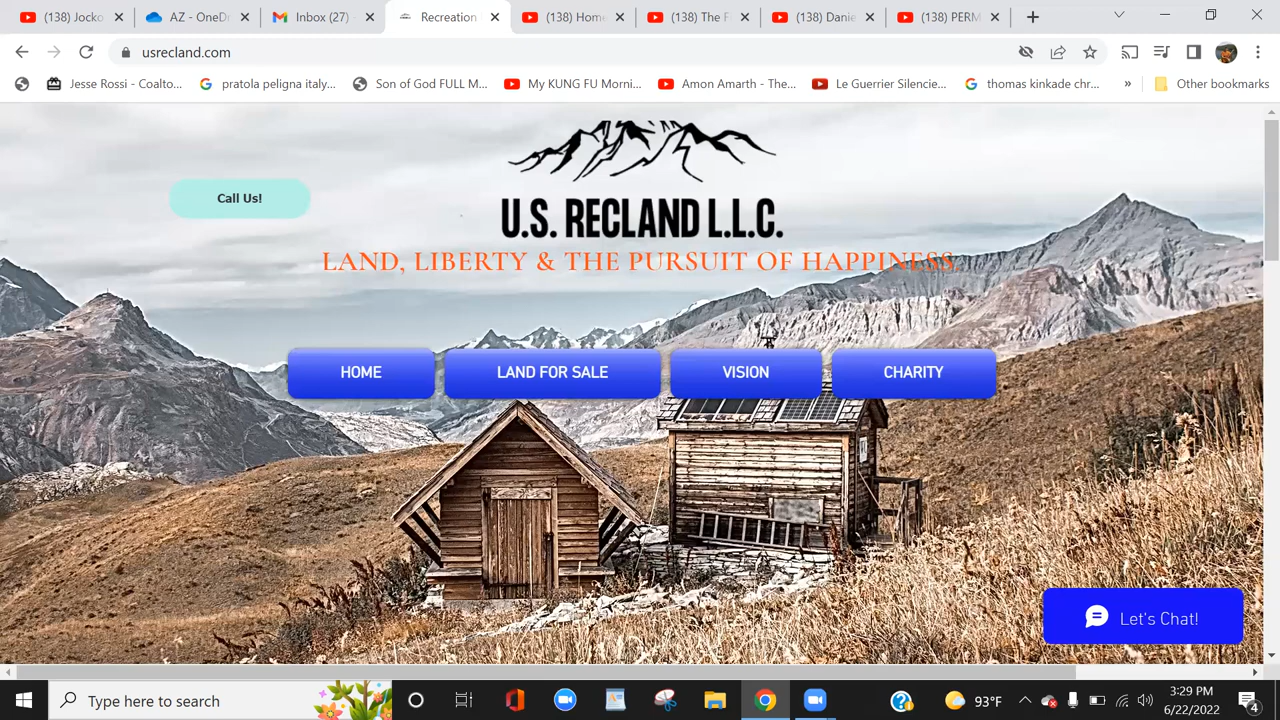 (138) Jocko
AZ - OneDr
Inbox (27) -
Recreation
(138) Home
(138) The F
(138) Danie
(138) PERM
usrecland.com
Jesse Rossi - Coalto...
pratola peligna italy...
Son of God FULL M...
My KUNG FU Morni...
Amon Amarth - The...
Le Guerrier Silencie...
thomas kinkade chr...
»
Other bookmarks
Call Us!
U.S. RECLAND L.L.C.
LAND, LIBERTY & THE PURSUIT OF HAPPINESS.
HOME
LAND FOR SALE
VISION
CHARITY
Let's Chat!
Type here to search
93°F
3:29 PM
6/22/2022
4